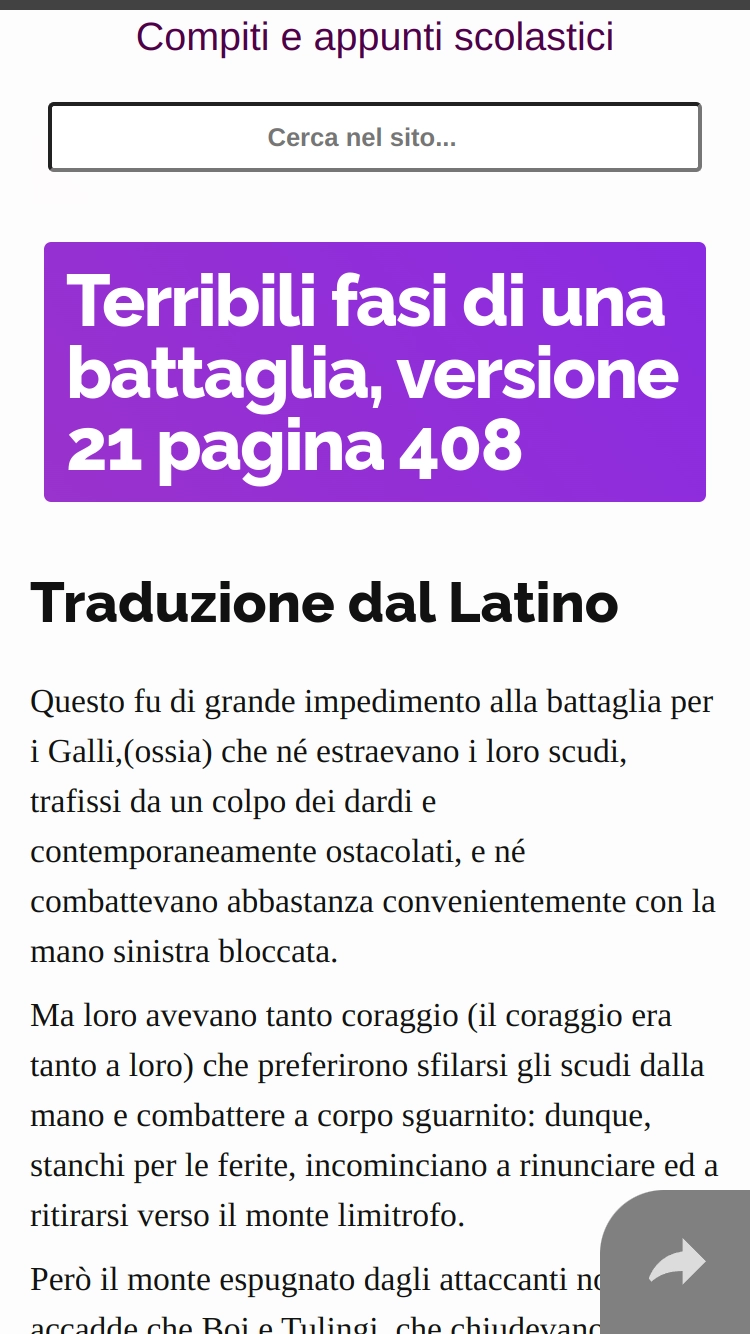 Compiti e appunti scolastici
Cerca nel sito...
Terribili fasi di una
battaglia, versione
21 pagina 408
Traduzione dal Latino
Questo fu di grande impedimento alla battaglia per
i Galli,(ossia) che né estraevano i loro scudi,
trafissi da un colpo dei dardi e
contemporaneamente ostacolati, e né
combattevano abbastanza convenientemente con la
mano sinistra bloccata.
Ma loro avevano tanto coraggio (il coraggio era
tanto a loro) che preferirono sfilarsi gli scudi dalla
mano e combattere a corpo sguarnito: dunque,
stanchi per le ferite, incominciano a rinunciare ed a
ritirarsi verso il monte limitrofo.
Però il monte espugnato dagli attaccanti
accadde che Boi e Tulingi, che chiudevano